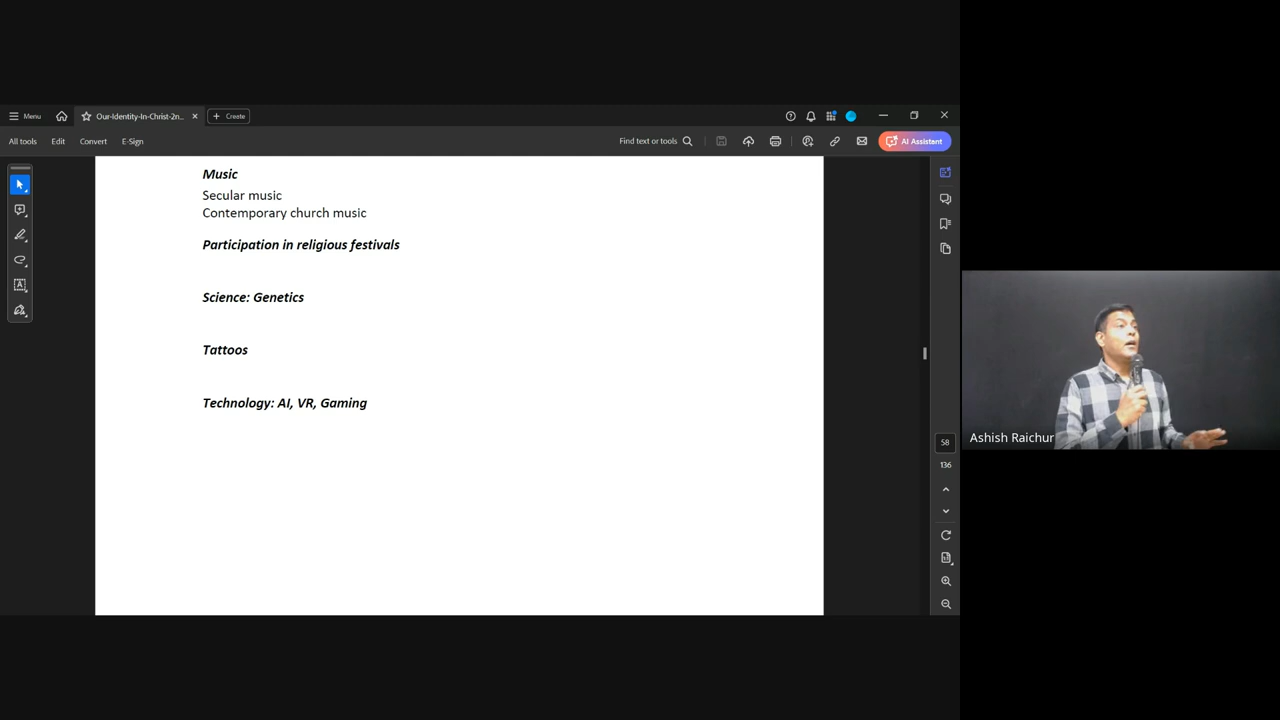 Menu
Our-Identity-In-Christ-2n...
Create
All tools
Edit
Convert
E-Sign
Find text or tools
AI Assistant
Music
Secular music
Contemporary church music
Participation in religious festivals
Science: Genetics
Tattoos
Technology: AI, VR, Gaming
58
136
Ashish Raichur